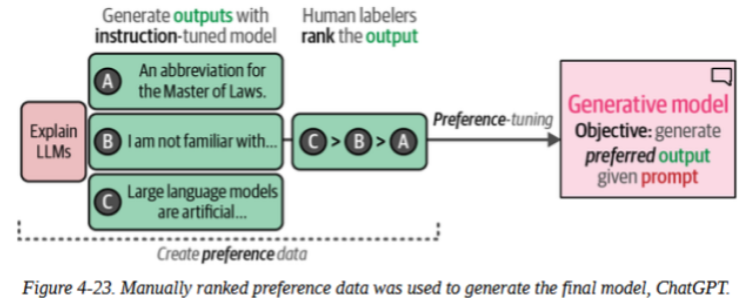 Generate outputs with
instruction-tuned model
Human labelers
rank the output
Explain
LLMs
A
An abbreviation for
the Master of Laws.
B
I am not familiar with...
C
Large language models
are artificial...
C > B > A
Preference-tuning
Generative model
Objective: generate
preferred output
given prompt
Create preference data
Figure 4-23. Manually ranked preference data was used to generate the final model, ChatGPT.